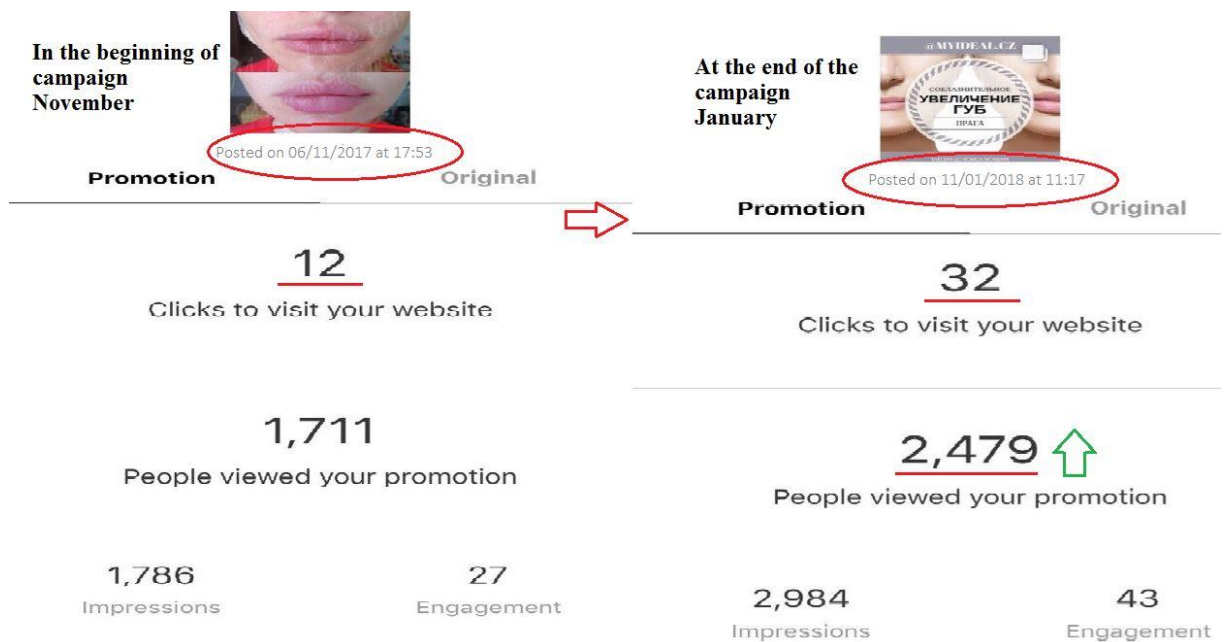 In the beginning of
campaign
November
Posted on 06/11/2017 at 17:53
Promotion
Original
12
Clicks to visit your website
1,711
People viewed your promotion
1,786
Impressions
27
Engagement
At the end of the
campaign
January
#MYIDEAL.CZ
СОБЛАЗНИТЕЛЬНОЕ
УВЕЛИЧЕНИЕ
ГУБ
ПРАГА
Posted on 11/01/2018 at 11:17
Promotion
Original
32
Clicks to visit your website
2,479
People viewed your promotion
2,984
Impressions
43
Engagement